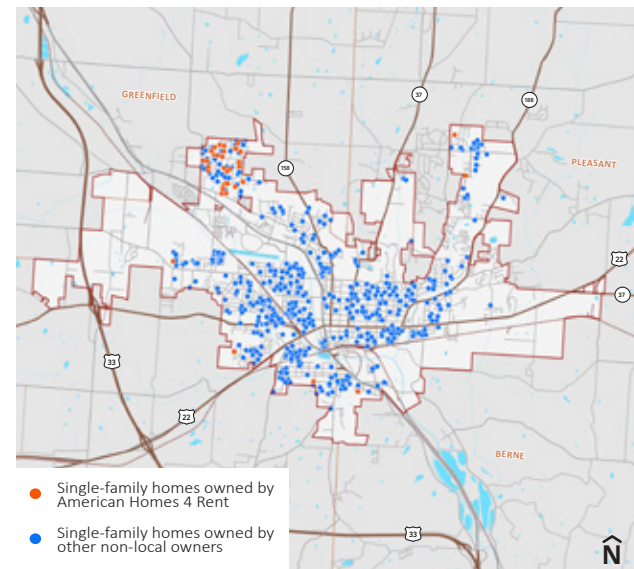 GREENFIELD
37
188
158
PLEASANT
22
37
33
22
BERNE
Single-family homes owned by
American Homes 4 Rent
Single-family homes owned by
other non-local owners
33
N